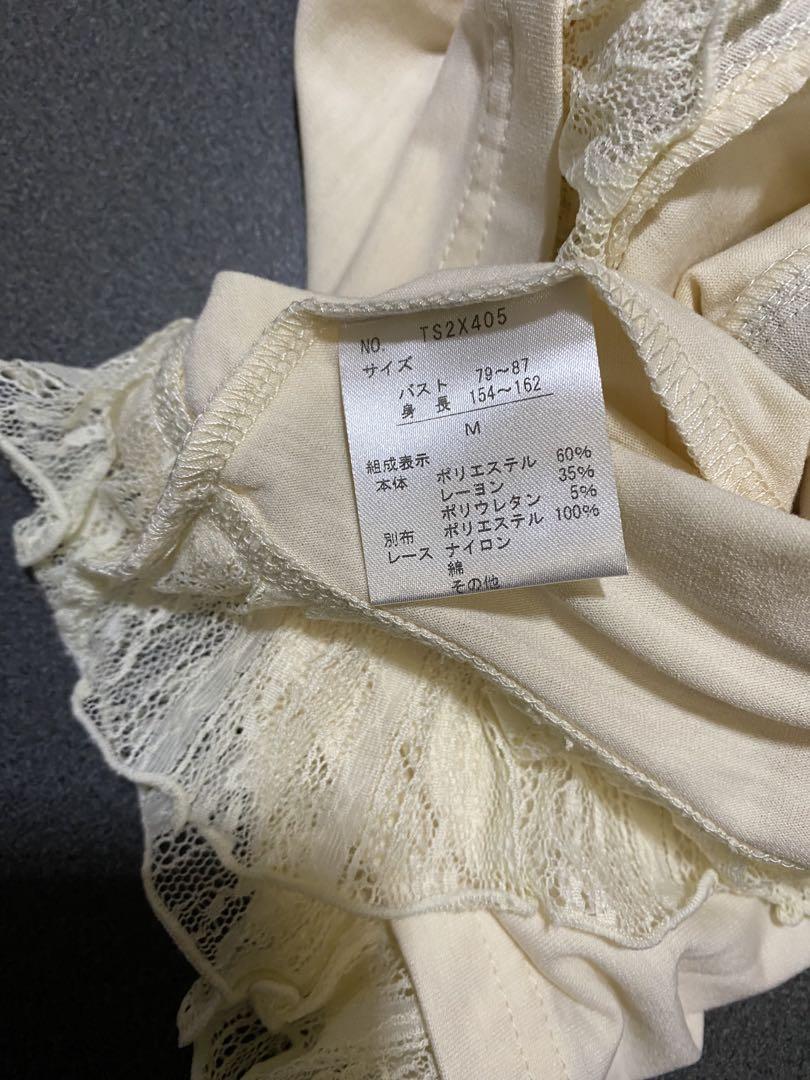 NO. TS2X405
サイズ
バスト 79～87
身長 154～162
M
組成表示
本体 ポリエステル 60%
レーヨン 35%
ポリウレタン 5%
別布 ポリエステル 100%
レース ナイロン
綿
その他